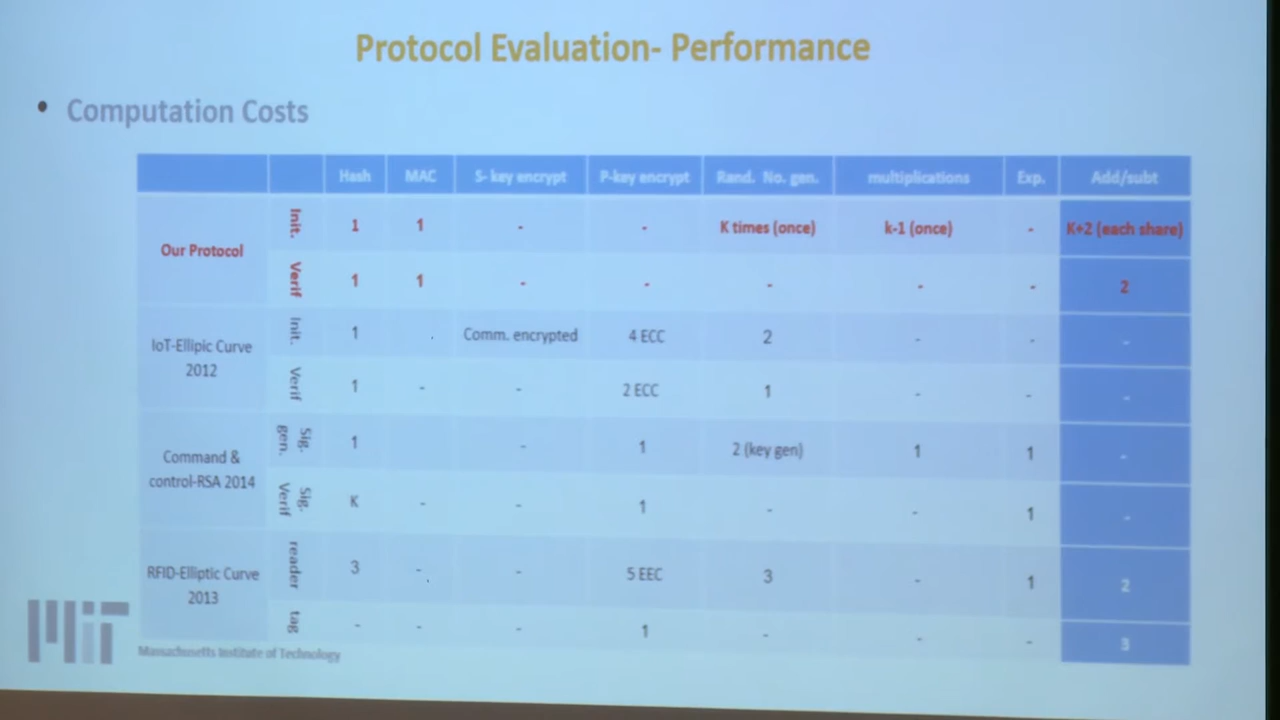 Protocol Evaluation- Performance
• Computation Costs
Hash MAC S- key encrypt P-key encrypt Rand. No. gen. multiplications Exp. Add/subt
Our Protocol Init. 1 1 - - K times (once) k-1 (once) - K+2 (each share)
Verif 1 1 - - - - - 2
IoT-Ellipic Curve 2012 Init. 1 . Comm. encrypted 4 ECC 2 - - -
Verif 1 - - 2 ECC 1 - - -
Command & control-RSA 2014 Sig. gen. 1 - 1 2 (key gen) 1 1 -
Sig. Verif K - - 1 - - 1 -
RFID-Elliptic Curve 2013 reader 3 - - 5 EEC 3 - 1 2
tag - - - 1 - - - 3
MIT
Massachusetts Institute of Technology